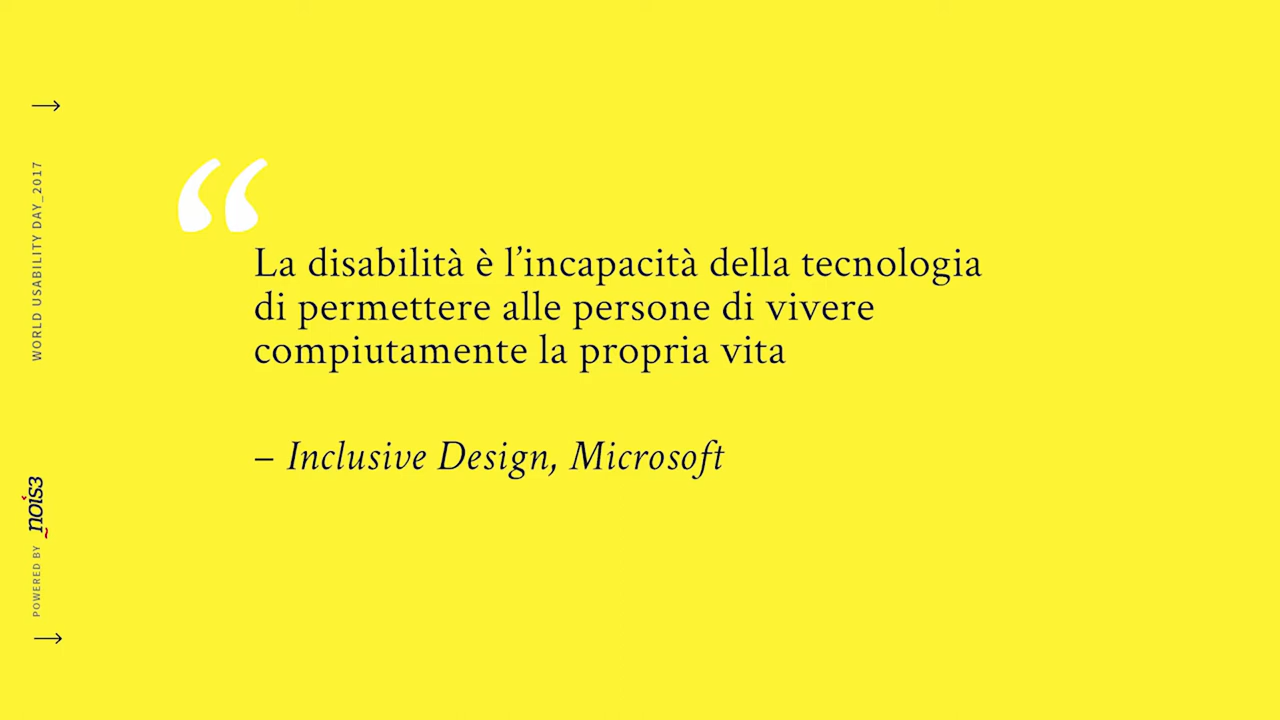 WORLD USABILITY DAY_2017
POWERED BY nois3
“
La disabilità è l’incapacità della tecnologia
di permettere alle persone di vivere
compiutamente la propria vita
– Inclusive Design, Microsoft